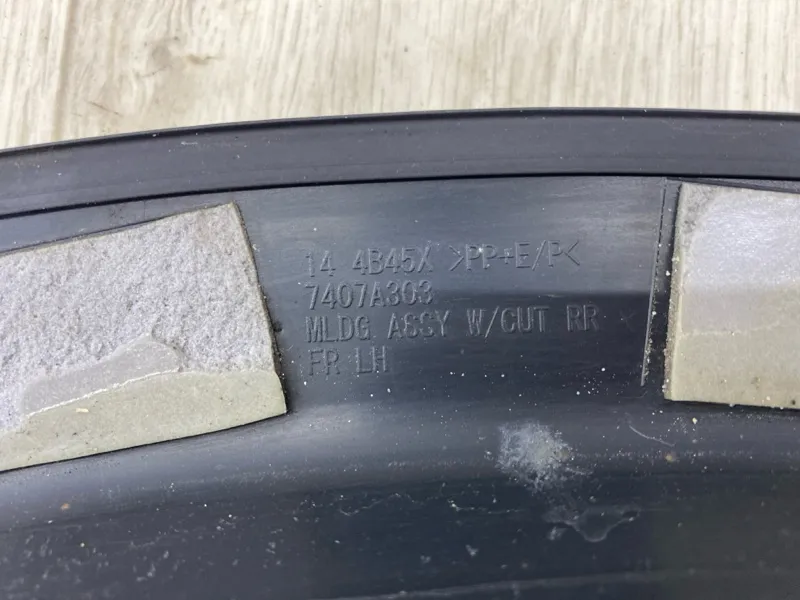 14 4B45X >PP+E/P<
7407A303
MLDG ASSY W/CUT RR
FR LH